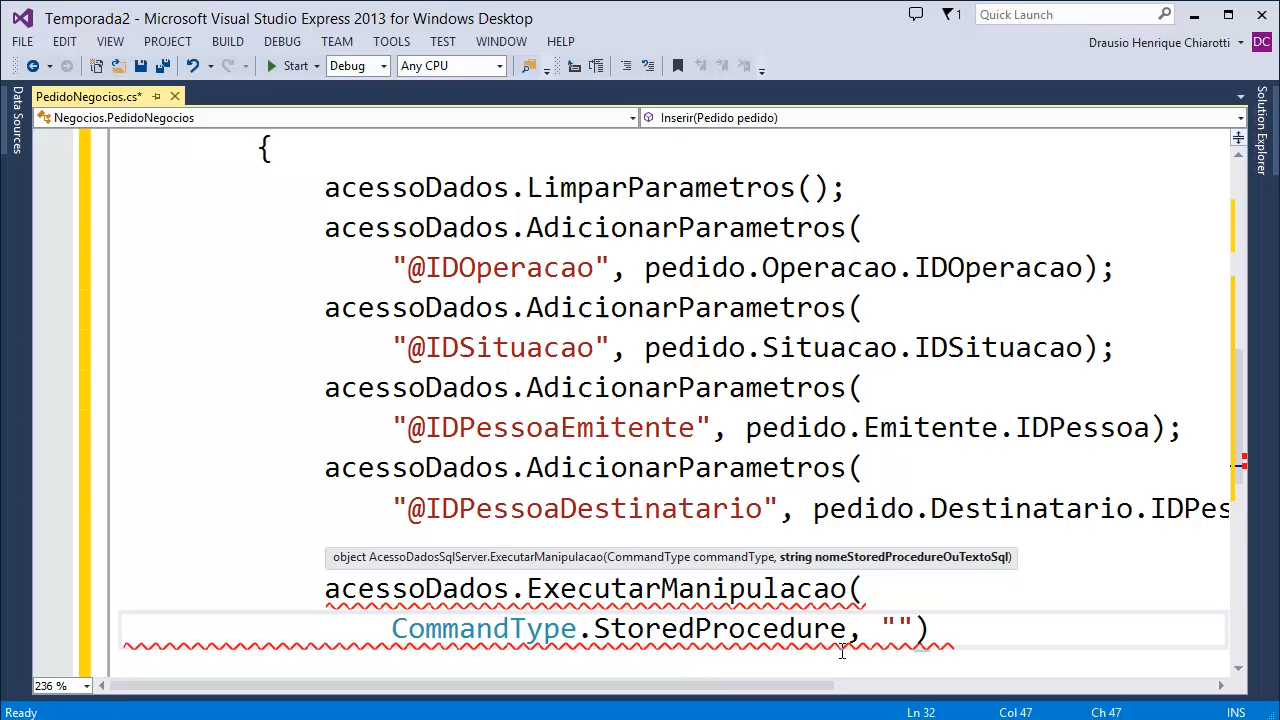 Temporada2 - Microsoft Visual Studio Express 2013 for Windows Desktop
1
Quick Launch
FILE EDIT VIEW PROJECT BUILD DEBUG TEAM TOOLS TEST WINDOW HELP
Drausio Henrique Chiarotti
DC
Start
Debug
Any CPU
Data Sources
PedidoNegocios.cs*
Solution Explorer
Negocios.PedidoNegocios
Inserir(Pedido pedido)
{
acessoDados.LimparParametros();
acessoDados.AdicionarParametros(
"@IDOperacao", pedido.Operacao.IDOperacao);
acessoDados.AdicionarParametros(
"@IDSituacao", pedido.Situacao.IDSituacao);
acessoDados.AdicionarParametros(
"@IDPessoaEmitente", pedido.Emitente.IDPessoa);
acessoDados.AdicionarParametros(
"@IDPessoaDestinatario", pedido.Destinatario.IDPes
object AcessoDadosSqlServer.ExecutarManipulacao(CommandType commandType, string nomeStoredProcedureOuTextoSql)
acessoDados.ExecutarManipulacao(
CommandType.StoredProcedure, "")
236 %
Ready
Ln 32
Col 47
Ch 47
INS